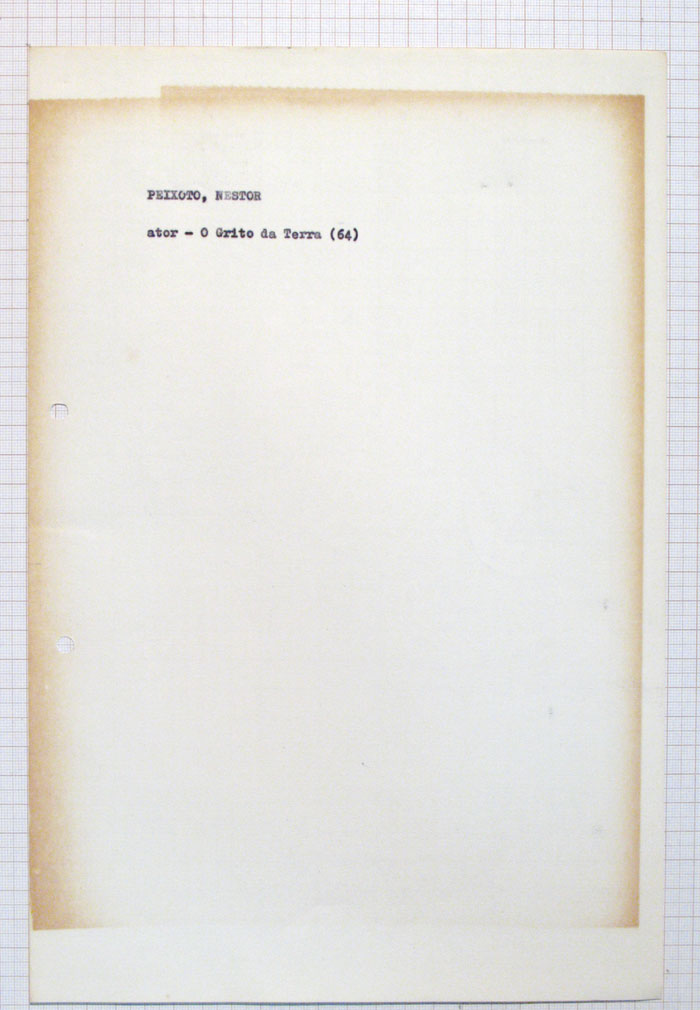 PEIXOTO, NESTOR
ator - O Grito da Terra (64)